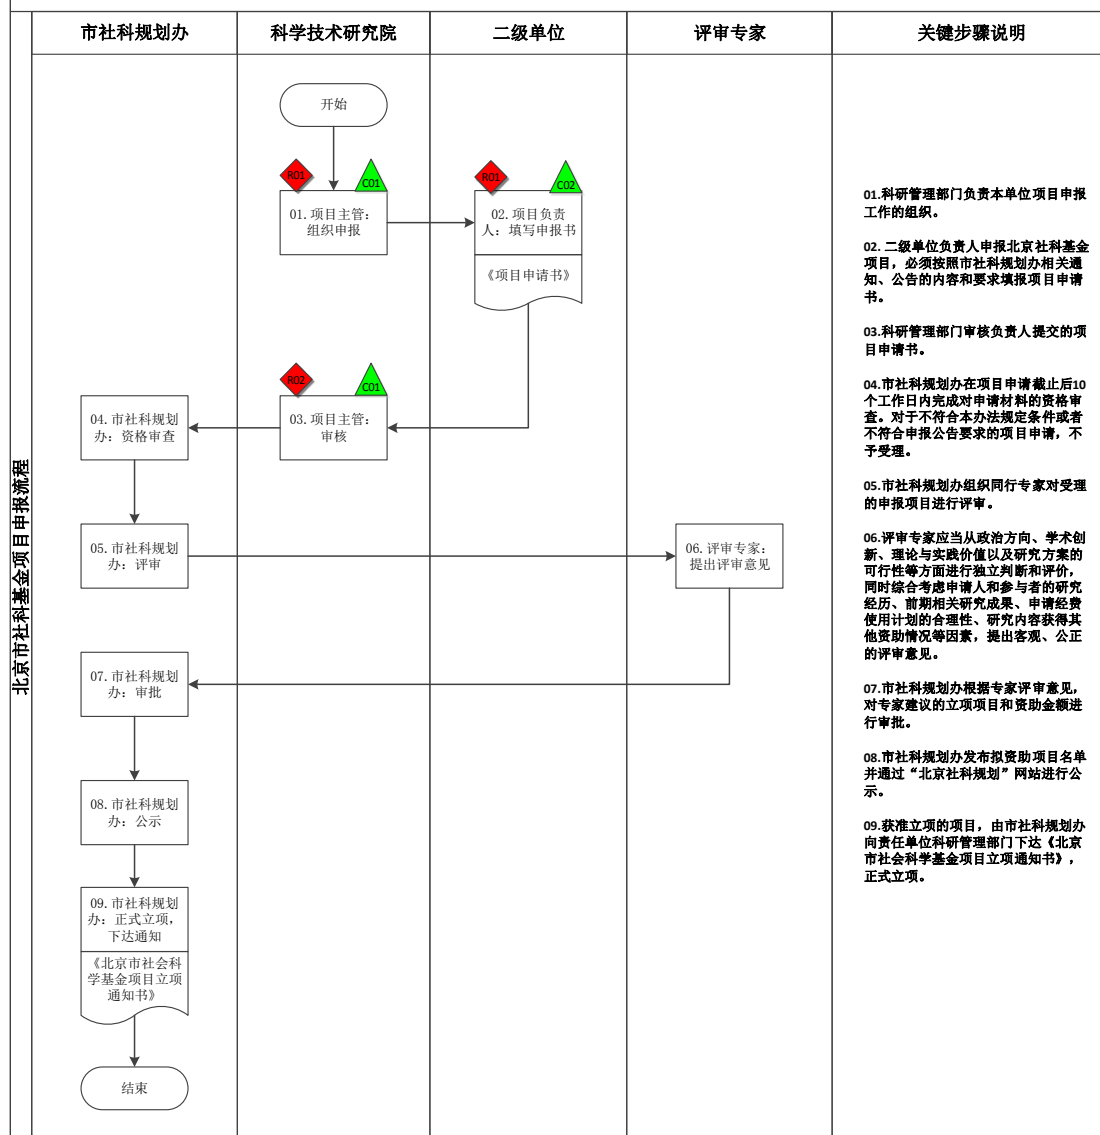 市社科规划办
科学技术研究院
二级单位
评审专家
关键步骤说明
北京市社科基金项目申报流程
开始
R01
C01
01.项目主管：
组织申报
R01
C02
02.项目负责
人：填写申报书
《项目申请书》
R02
C01
03.项目主管：
审核
04.市社科规划
办：资格审查
05.市社科规划
办：评审
06.评审专家：
提出评审意见
07.市社科规划
办：审批
08.市社科规划
办：公示
09.市社科规划
办：正式立项，
下达通知
《北京市社会科
学基金项目立项
通知书》
结束
01.科研管理部门负责本单位项目申报
工作的组织。
02. 二级单位负责人申报北京社科基金
项目，必须按照市社科规划办相关通
知、公告的内容和要求填报项目申请
书。
03.科研管理部门审核负责人提交的项
目申请书。
04.市社科规划办在项目申请截止后10
个工作日内完成对申请材料的资格审
查。对于不符合本办法规定条件或者
不符合申报公告要求的项目申请，不
予受理。
05.市社科规划办组织同行专家对受理
的申报项目进行评审。
06.评审专家应当从政治方向、学术创
新、理论与实践价值以及研究方案的
可行性等方面进行独立判断和评价，
同时综合考虑申请人和参与者的研究
经历、前期相关研究成果、申请经费
使用计划的合理性、研究内容获得其
他资助情况等因素，提出客观、公正
的评审意见。
07.市社科规划办根据专家评审意见，
对专家建议的立项项目和资助金额进
行审批。
08.市社科规划办发布拟资助项目名单
并通过“北京社科规划”网站进行公
示。
09.获准立项的项目，由市社科规划办
向责任单位科研管理部门下达《北京
市社会科学基金项目立项通知书》，
正式立项。